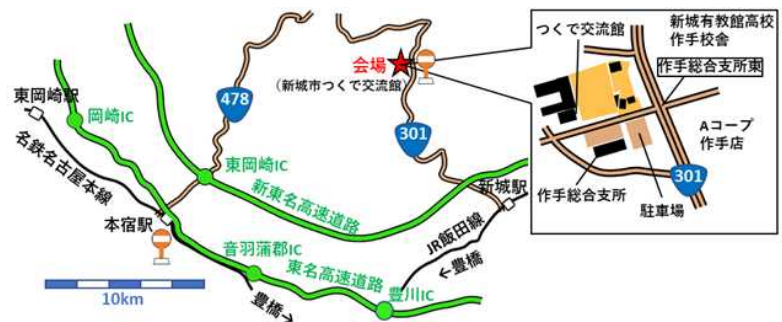 会場
(新城市つくで交流館)
478
301
東岡崎駅
岡崎IC
名鉄名古屋本線
東岡崎IC
新東名高速道路
新城駅
本宿駅
音羽蒲郡IC
東名高速道路
JR飯田線
←豊橋
豊川IC
豊橋→
10km
つくで交流館
新城有教館高校
作手校舎
作手総合支所東
Aコープ
作手店
作手総合支所
駐車場
301